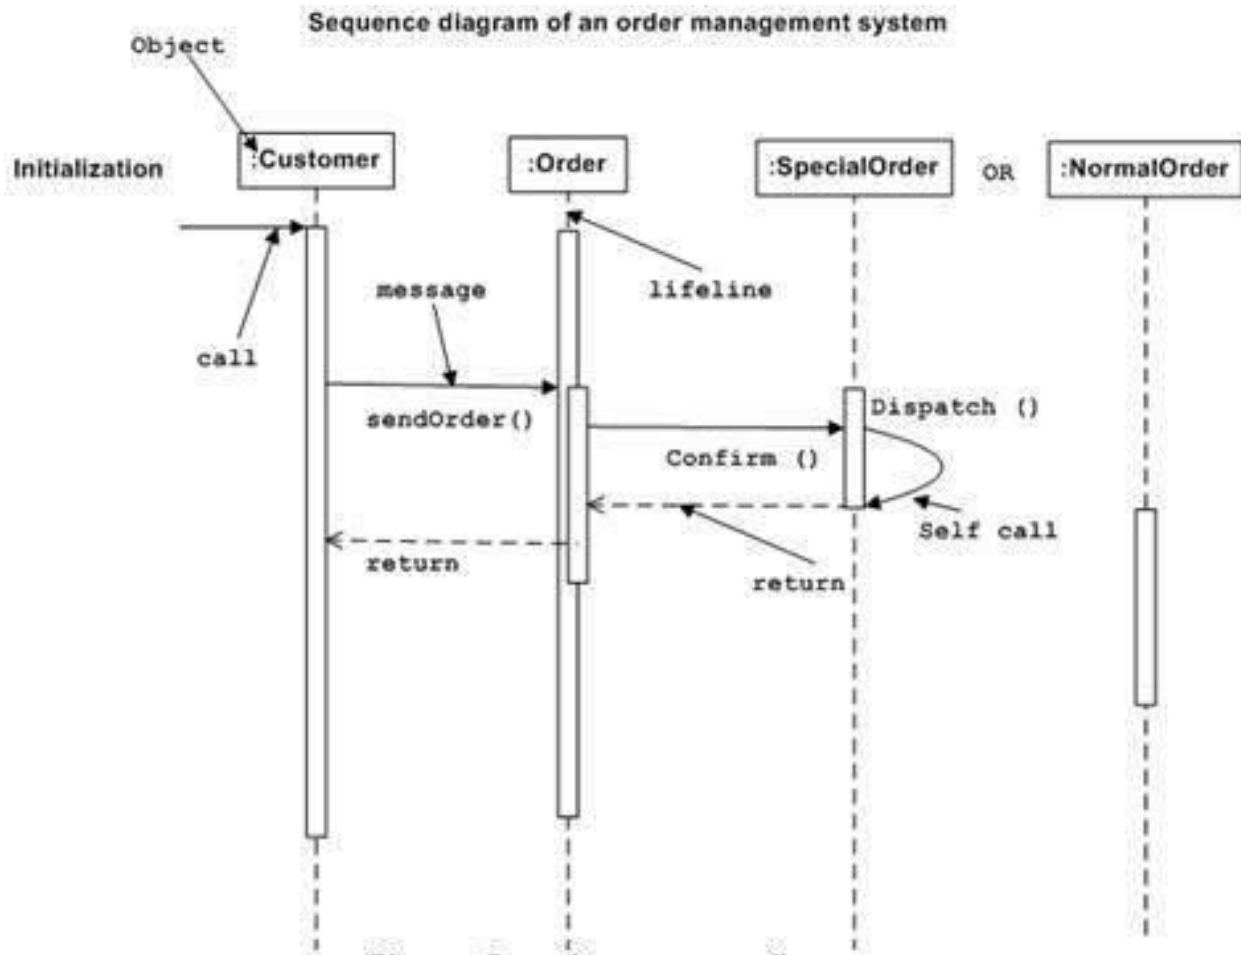 Sequence diagram of an order management system
Object
Initialization
:Customer
:Order
:SpecialOrder
OR
:NormalOrder
call
message
lifeline
sendOrder()
Dispatch ()
Confirm ()
Self call
return
return